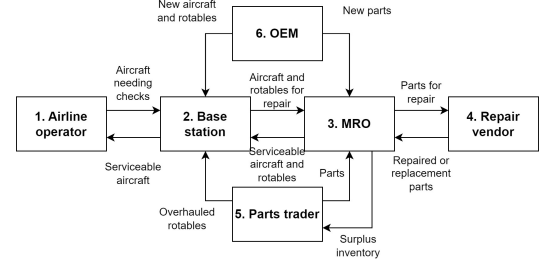 New aircraft
and rotables
6. OEM
New parts
Aircraft
needing
checks
Aircraft and
rotables for
repair
Parts for
repair
1. Airline
operator
2. Base
station
3. MRO
4. Repair
vendor
Serviceable
aircraft
Serviceable
aircraft and
rotables
Parts
Repaired or
replacement
parts
Overhauled
rotables
5. Parts trader
Surplus
inventory